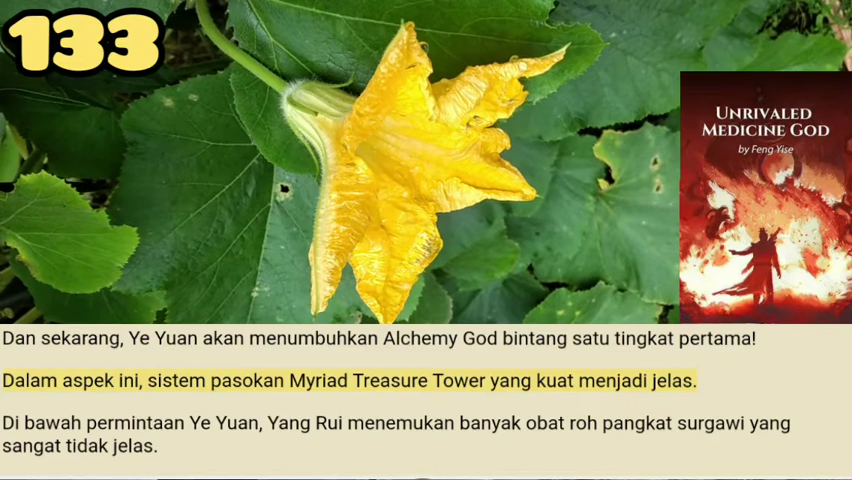 133
UNRIVALED
MEDICINE GOD
by Feng Yise
Dan sekarang, Ye Yuan akan menumbuhkan Alchemy God bintang satu tingkat pertama!
Dalam aspek ini, sistem pasokan Myriad Treasure Tower yang kuat menjadi jelas.
Di bawah permintaan Ye Yuan, Yang Rui menemukan banyak obat roh pangkat surgawi yang
sangat tidak jelas.